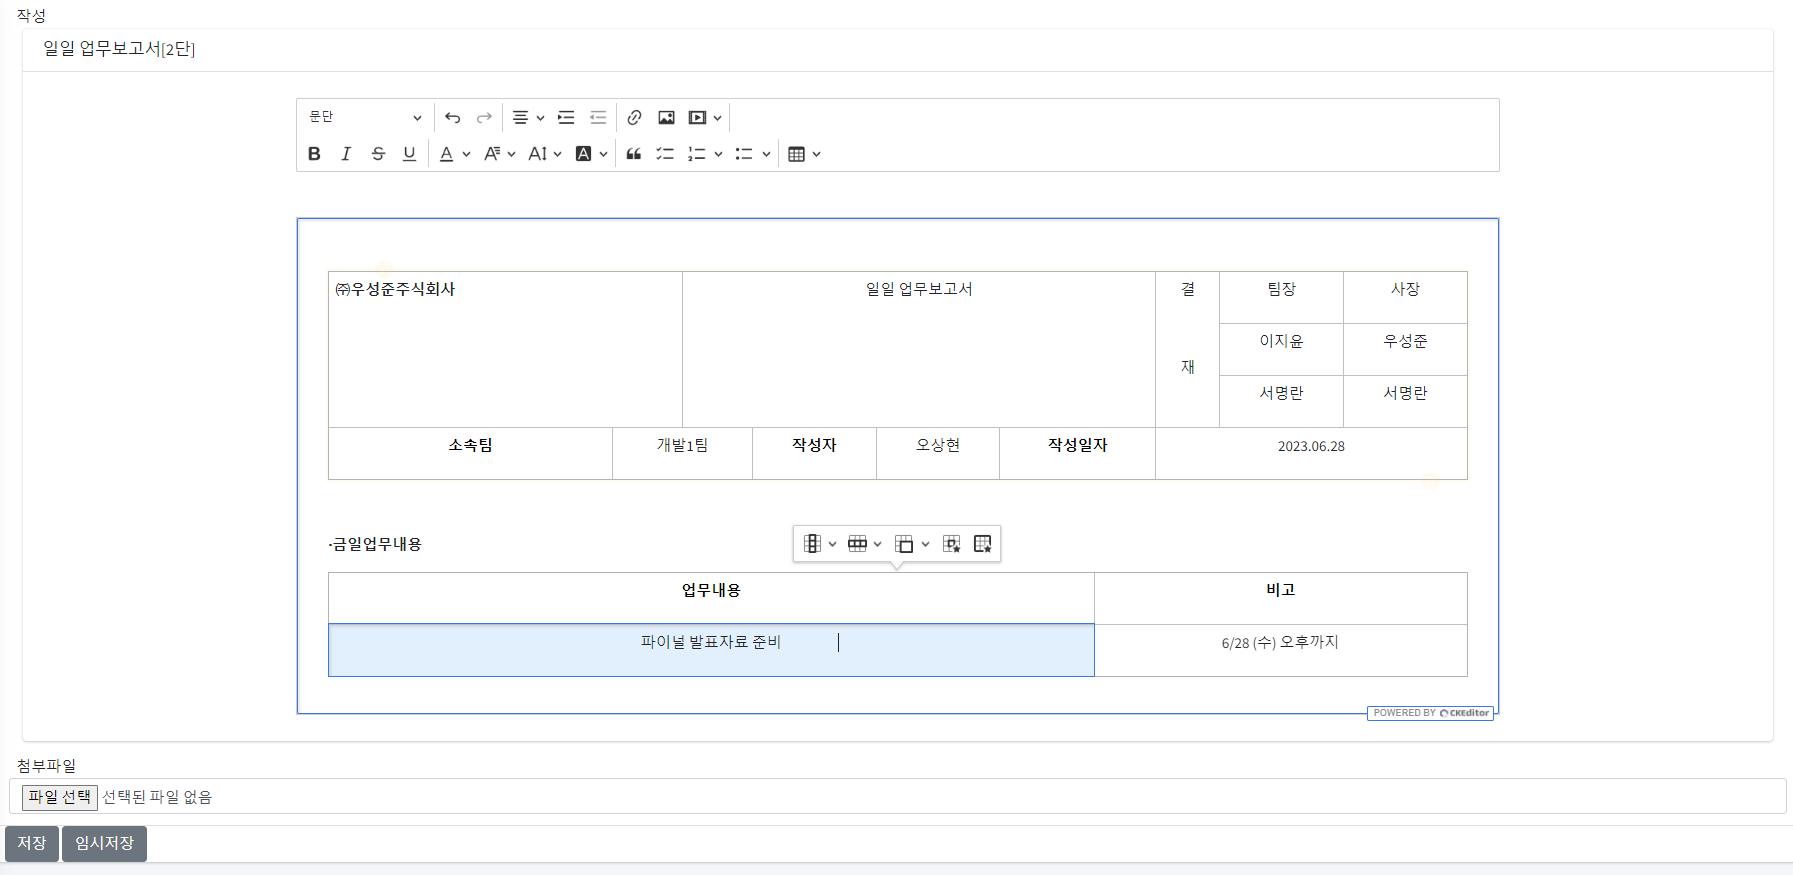 작성
일일 업무보고서[2단]
문단
㈜우성준주식회사 일일 업무보고서 결 팀장 사장
이지윤 우성준
재
서명란 서명란
소속팀 개발1팀 작성자 오상현 작성일자 2023.06.28
·금일업무내용
업무내용 비고
파이널 발표자료 준비 6/28 (수) 오후까지
POWERED BY CKEditor
첨부파일
파일 선택 선택된 파일 없음
저장 임시저장